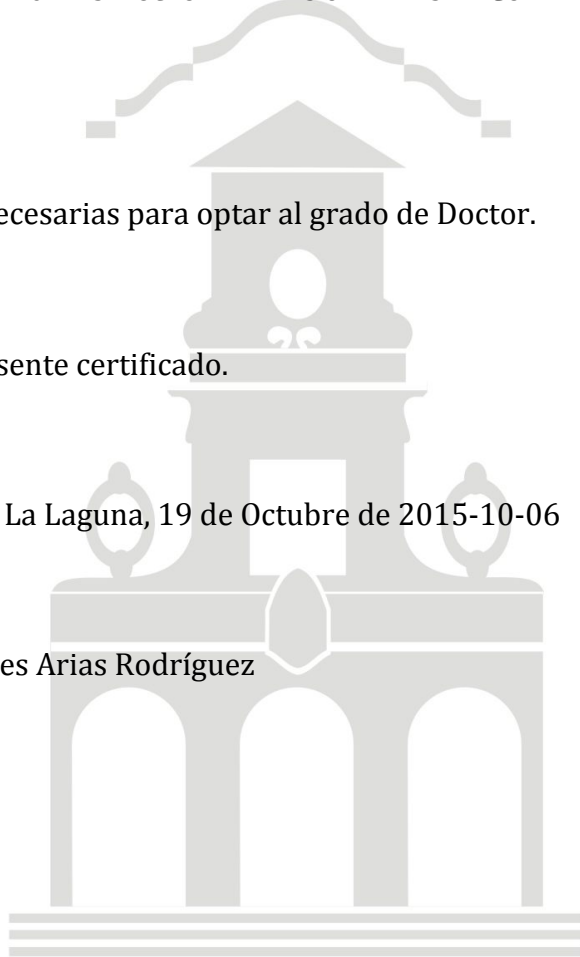 ecesarias para optar al grado de Doctor.
sente certificado.
La Laguna, 19 de Octubre de 2015-10-06
es Arias Rodríguez